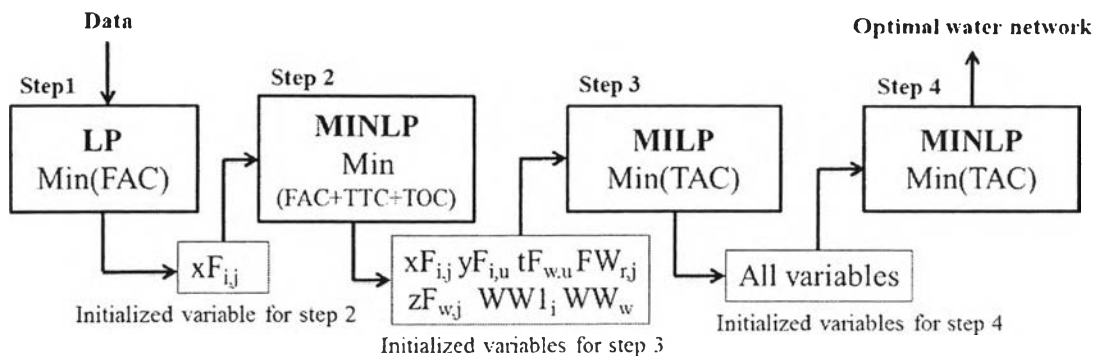 Data
Optimal water network
Step1
Step 2
Step 3
Step 4
LP
Min(FAC)
MINLP
Min
(FAC+TTC+TOC)
MILP
Min(TAC)
MINLP
Min(TAC)
xF_{i,j}
Initialized variable for step 2
xF_{i,j} yF_{i,u} tF_{w,u} FW_{r,j}
zF_{w,j} WW1_i WW_w
Initialized variables for step 3
All variables
Initialized variables for step 4